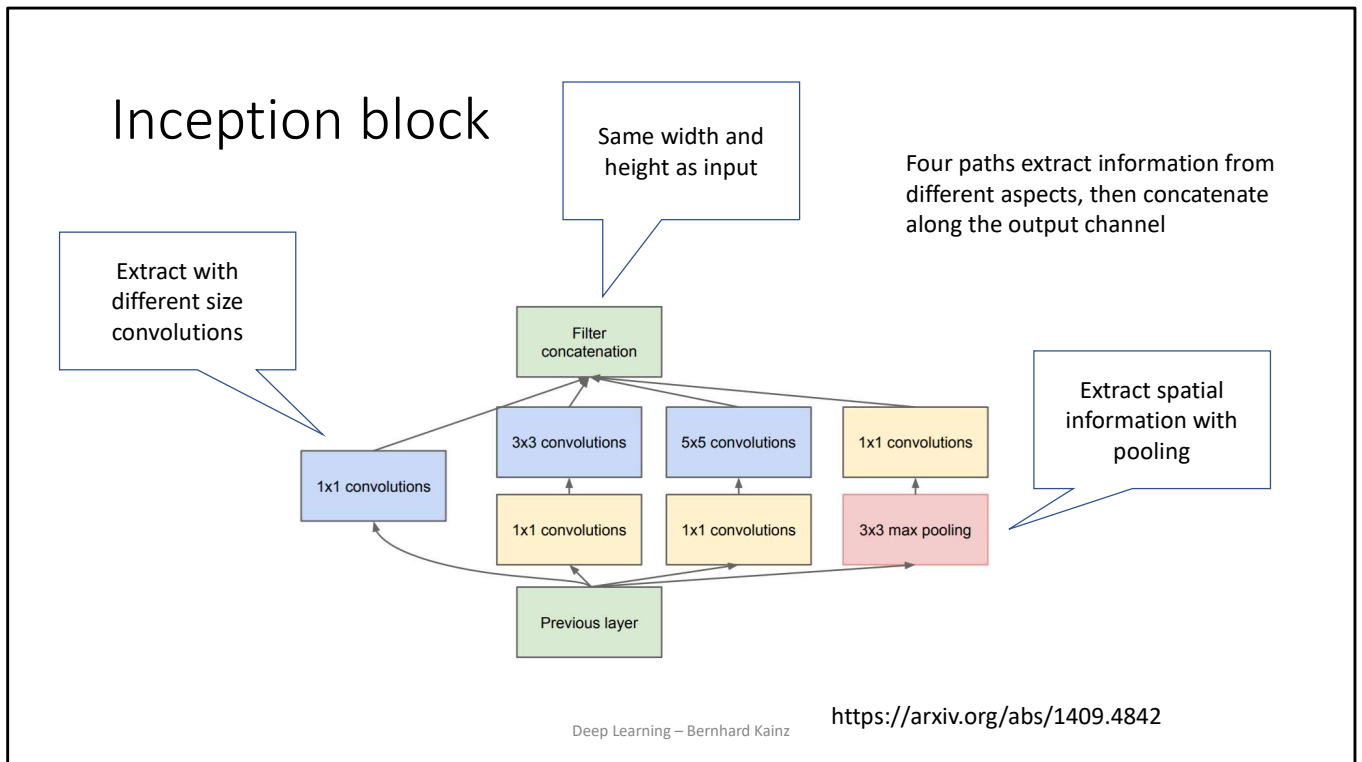 Inception block
Same width and
height as input
Four paths extract information from
different aspects, then concatenate
along the output channel
Extract with
different size
convolutions
Filter
concatenation
Extract spatial
information with
pooling
3x3 convolutions
5x5 convolutions
1x1 convolutions
1x1 convolutions
1x1 convolutions
1x1 convolutions
3x3 max pooling
Previous layer
https://arxiv.org/abs/1409.4842
Deep Learning – Bernhard Kainz